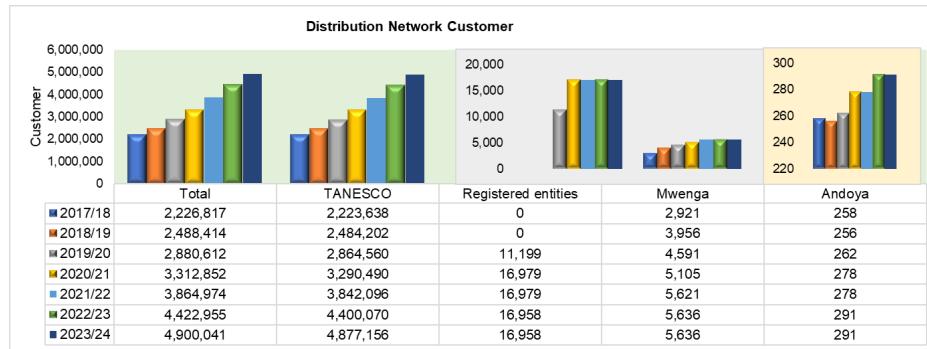 Distribution Network Customer
Customer
6,000,000
5,000,000
4,000,000
3,000,000
2,000,000
1,000,000
0
20,000
15,000
10,000
5,000
0
300
280
260
240
220
Total TANESCO Registered entities Mwenga Andoya
2017/18 2,226,817 2,223,638 0 2,921 258
2018/19 2,488,414 2,484,202 0 3,956 256
2019/20 2,880,612 2,864,560 11,199 4,591 262
2020/21 3,312,852 3,290,490 16,979 5,105 278
2021/22 3,864,974 3,842,096 16,979 5,621 278
2022/23 4,422,955 4,400,070 16,958 5,636 291
2023/24 4,900,041 4,877,156 16,958 5,636 291